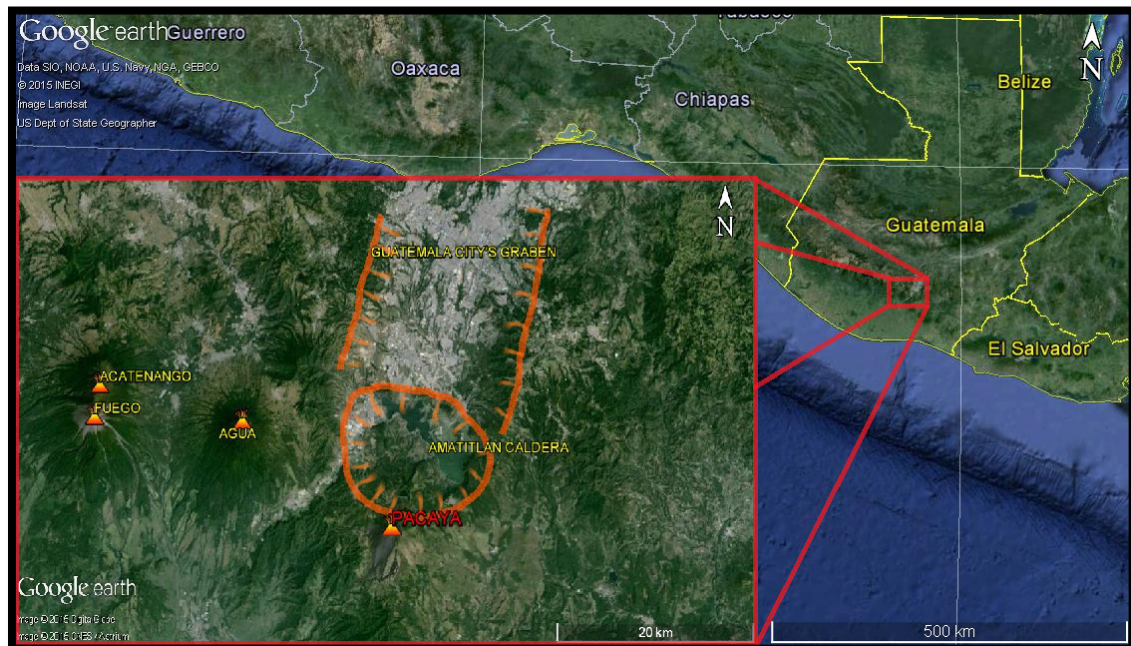 Tabasco
Google earth
Guerrero
Data SIO, NOAA, U.S. Navy, NGA, GEBCO
© 2015 INEGI
Image Landsat
US Dept of State Geographer
Oaxaca
Chiapas
N
Belize
N
GUATEMALA CITY'S GRABEN
Guatemala
El Salvador
ACATENANGO
FUEGO
AGUA
AMATITLAN CALDERA
PACAYA
Google earth
20 km
500 km